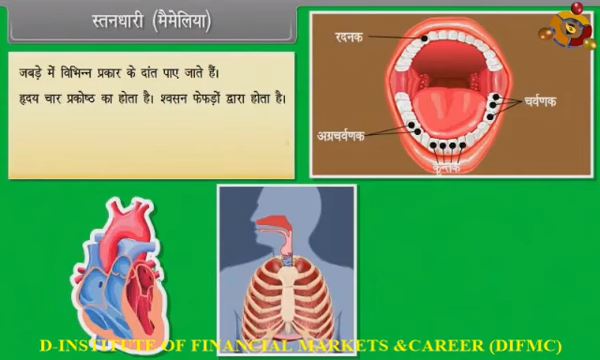 स्तनधारी (मैमेलिया)
जबड़े में विभिन्न प्रकार के दांत पाए जाते हैं।
हृदय चार प्रकोष्ठ का होता है। श्वसन फेफड़ों द्वारा होता है।
रदनक
चर्वणक
अग्रचर्वणक
कृन्तक
D-INSTITUTE OF FINANCIAL MARKETS &CAREER (DIFMC)